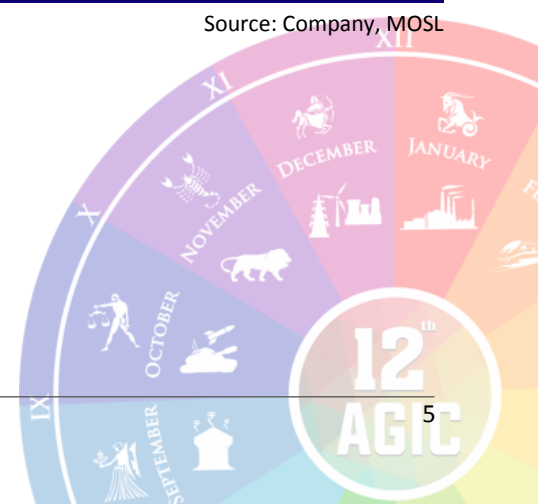 Source: Company, MOSL
XII
XI
DECEMBER
JANUARY
NOVEMBER
X
OCTOBER
12th
5
IX
AGIC
SEPTEMBER